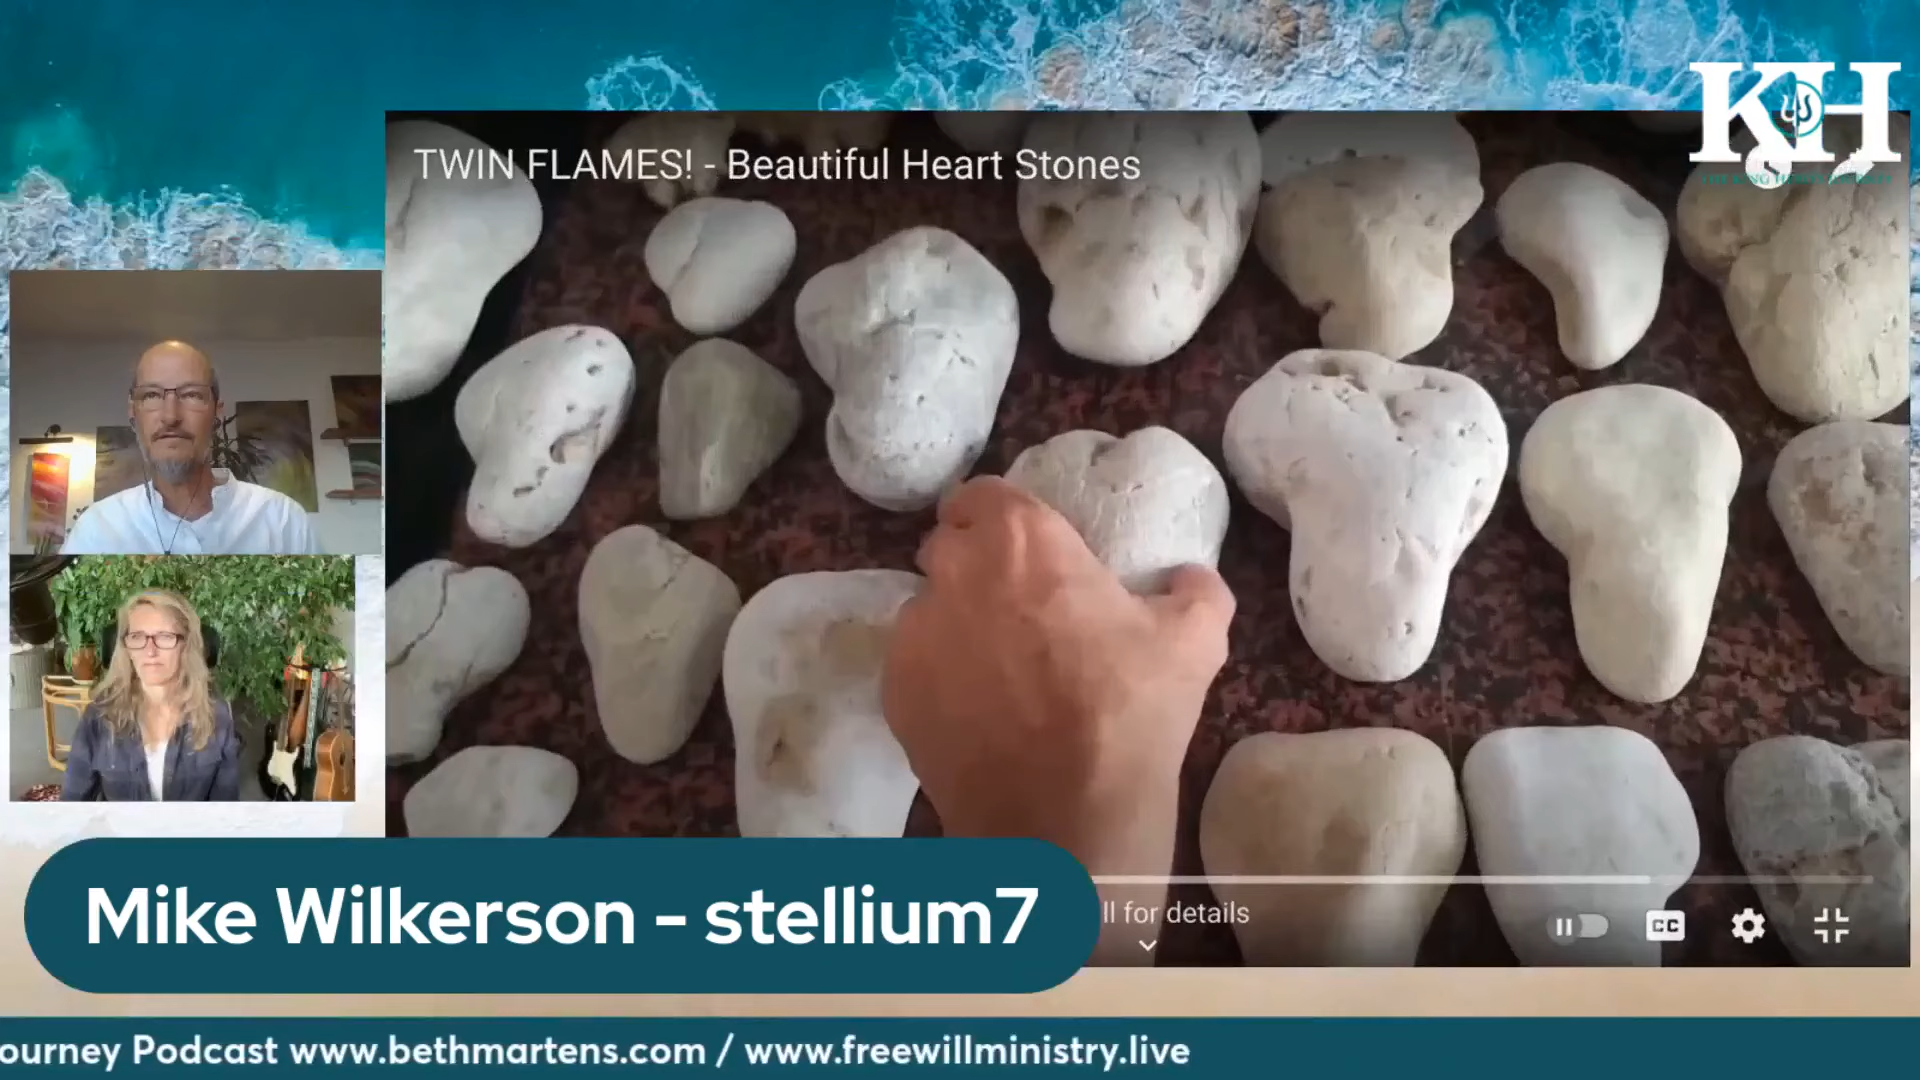 KH
TWIN FLAMES! - Beautiful Heart Stones
Mike Wilkerson - stellium7
ll for details
CC
ourney Podcast www.bethmartens.com / www.freewillministry.live